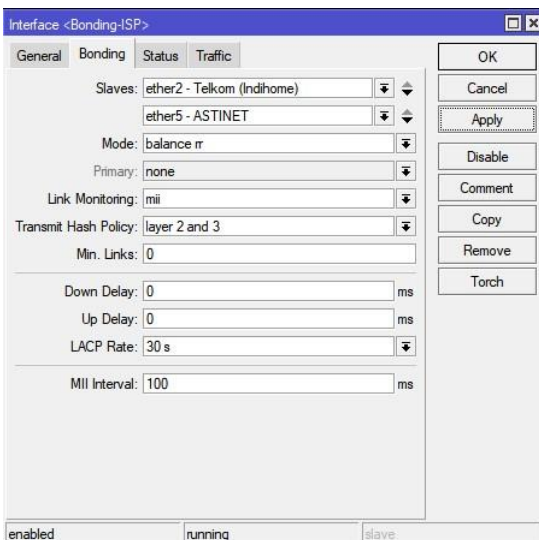 Interface <Bonding-ISP>
General Bonding Status Traffic
OK
Slaves: ether2 - Telkom (Indihome)
Cancel
ether5 - ASTINET
Apply
Mode: balance rr
Disable
Primary: none
Comment
Link Monitoring: mii
Copy
Transmit Hash Policy: layer 2 and 3
Remove
Min. Links: 0
Torch
Down Delay: 0 ms
Up Delay: 0 ms
LACP Rate: 30 s
MII Interval: 100 ms
enabled running slave